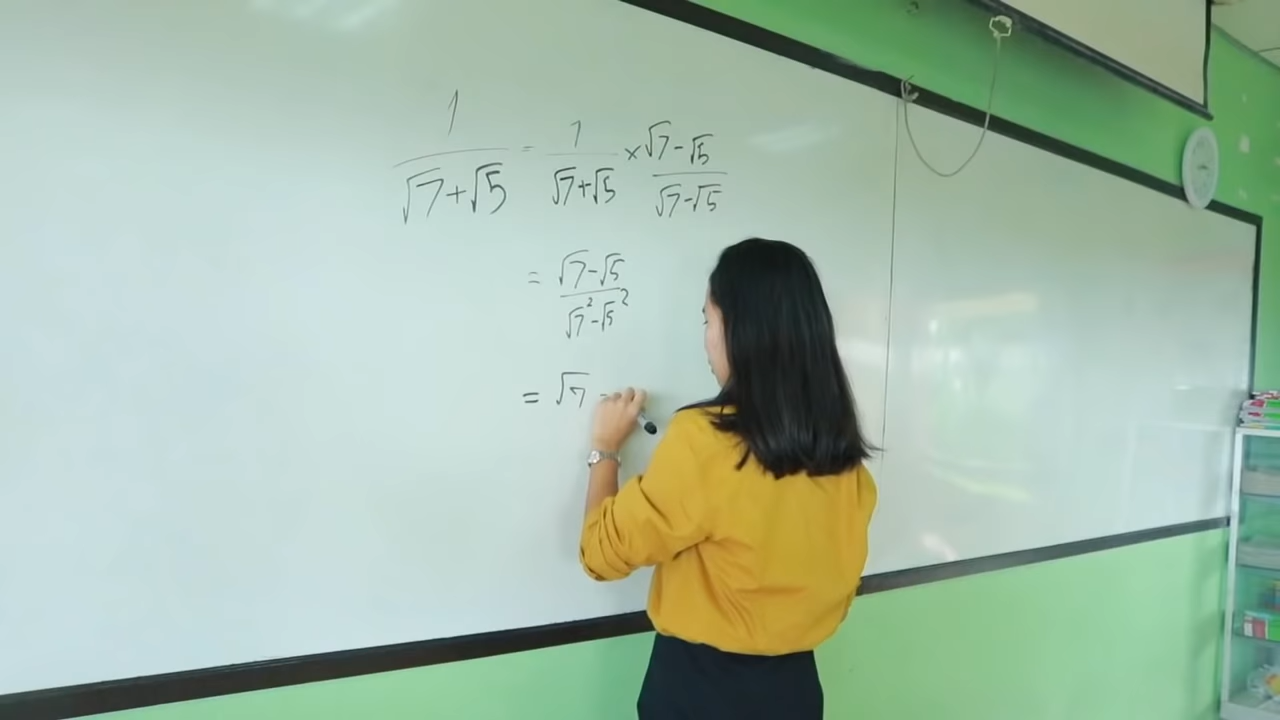 1/(√7+√5) = 1/(√7+√5) × (√7-√5)/(√7-√5)
= (√7-√5)/(√7²-√5²)
= √7 -